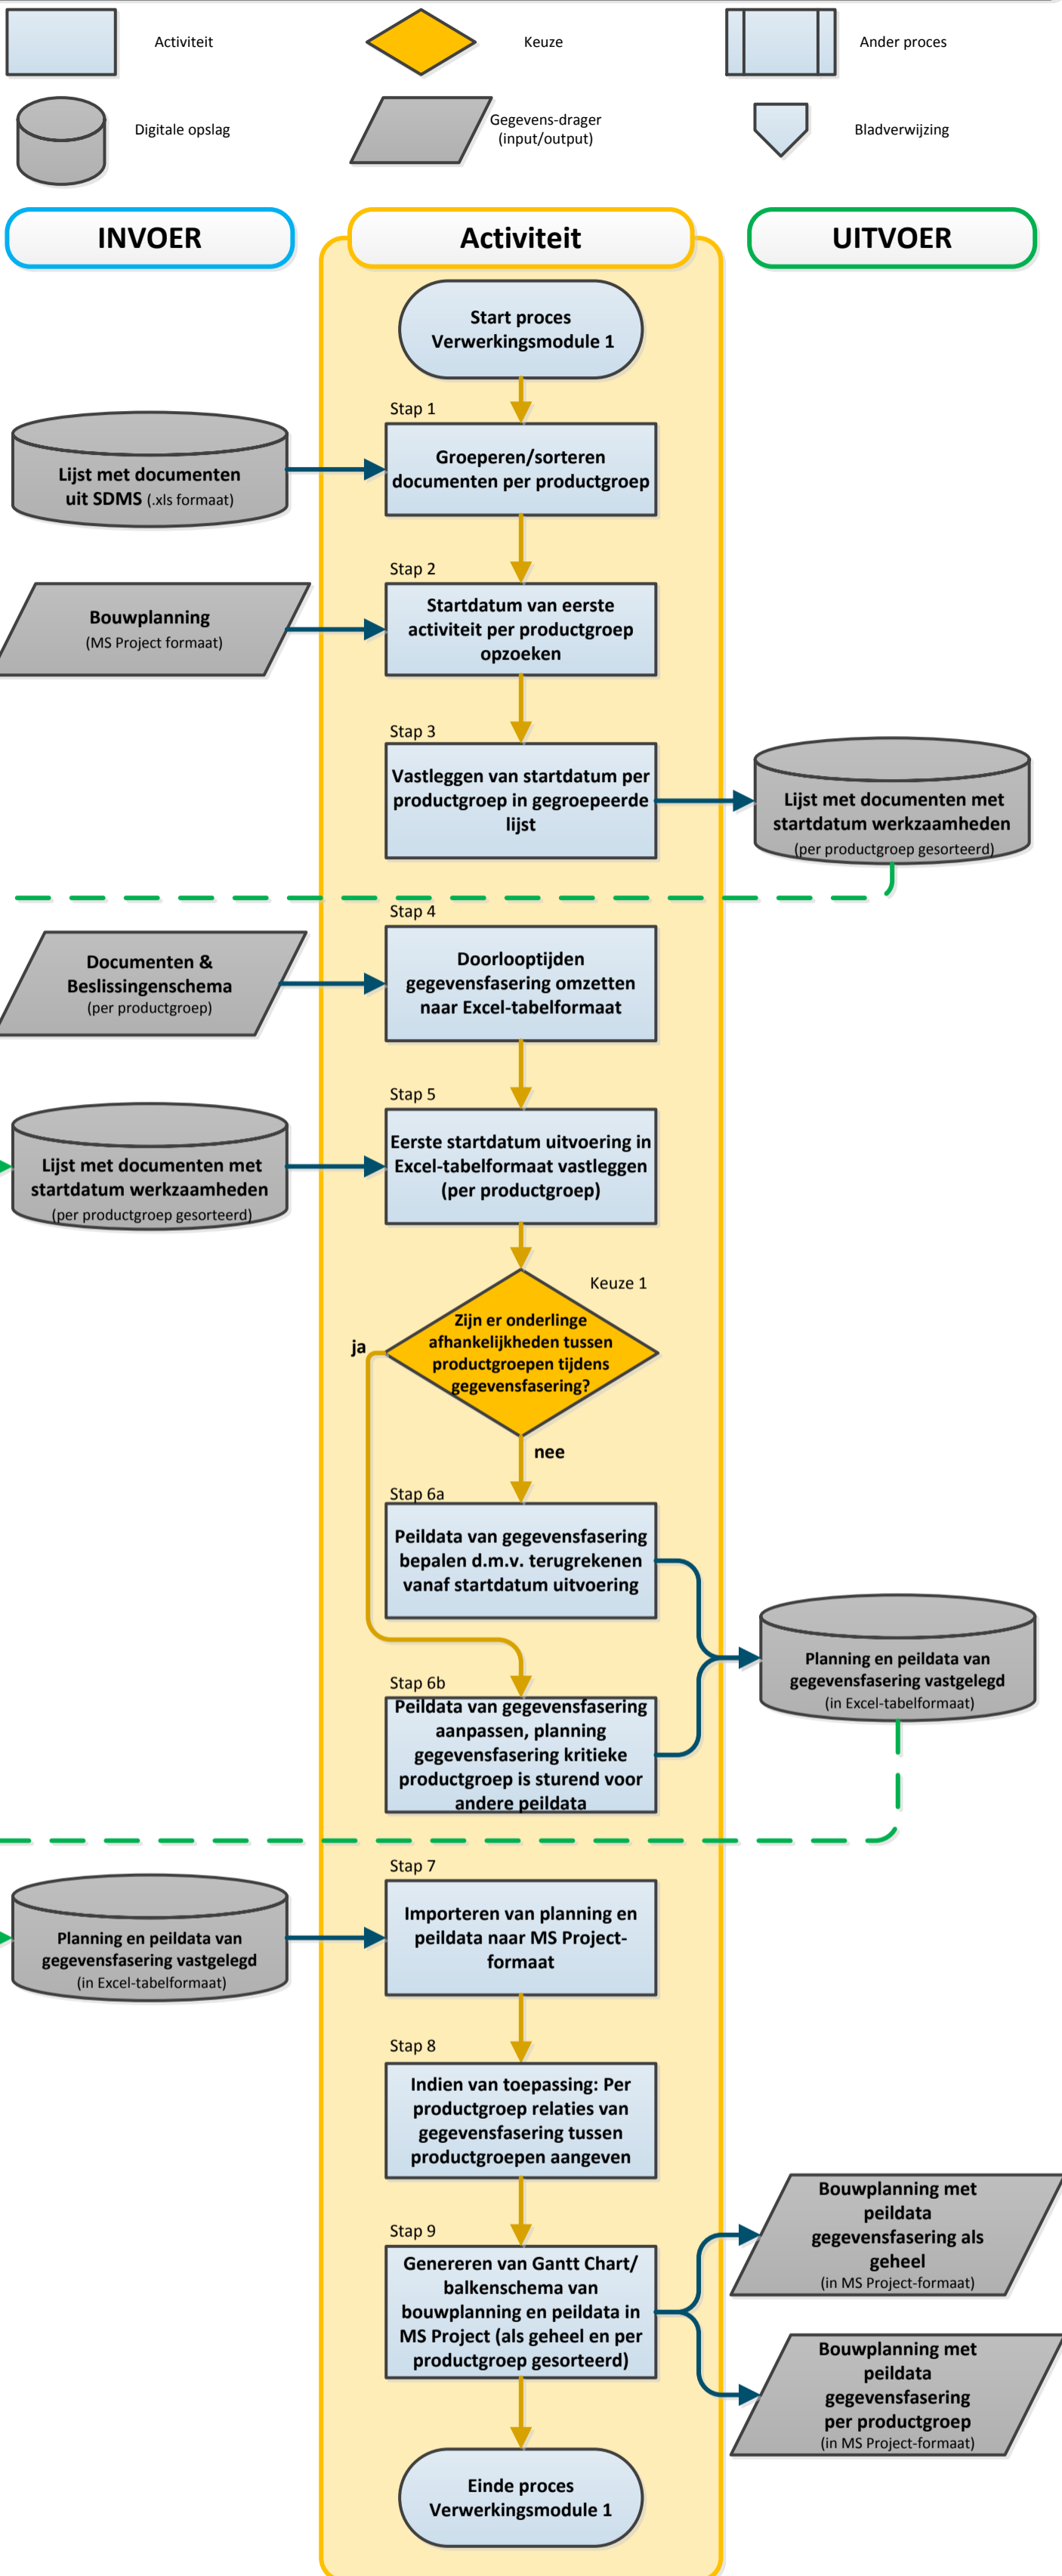 Activiteit
Keuze
Ander proces
Digitale opslag
Gegevens-drager
(input/output)
Bladverwijzing
INVOER
Activiteit
UITVOER
Start proces
Verwerkingsmodule 1
Stap 1
Lijst met documenten
uit SDMS (.xls formaat)
Groeperen/sorteren
documenten per productgroep
Stap 2
Bouwplanning
(MS Project formaat)
Startdatum van eerste
activiteit per productgroep
opzoeken
Stap 3
Vastleggen van startdatum per
productgroep in gegroepeerde
lijst
Lijst met documenten met
startdatum werkzaamheden
(per productgroep gesorteerd)
Stap 4
Documenten &
Beslissingenschema
(per productgroep)
Doorlooptijden
gegevensfasering omzetten
naar Excel-tabelformaat
Stap 5
Lijst met documenten met
startdatum werkzaamheden
(per productgroep gesorteerd)
Eerste startdatum uitvoering in
Excel-tabelformaat vastleggen
(per productgroep)
Keuze 1
Zijn er onderlinge
afhankelijkheden tussen
productgroepen tijdens
gegevensfasering?
ja
nee
Stap 6a
Peildata van gegevensfasering
bepalen d.m.v. terugrekenen
vanaf startdatum uitvoering
Planning en peildata van
gegevensfasering vastgelegd
(in Excel-tabelformaat)
Stap 6b
Peildata van gegevensfasering
aanpassen, planning
gegevensfasering kritieke
productgroep is sturend voor
andere peildata
Stap 7
Planning en peildata van
gegevensfasering vastgelegd
(in Excel-tabelformaat)
Importeren van planning en
peildata naar MS Project-
formaat
Stap 8
Indien van toepassing: Per
productgroep relaties van
gegevensfasering tussen
productgroepen aangeven
Stap 9
Genereren van Gantt Chart/
balkenschema van
bouwplanning en peildata in
MS Project (als geheel en per
productgroep gesorteerd)
Bouwplanning met
peildata
gegevensfasering als
geheel
(in MS Project-formaat)
Bouwplanning met
peildata
gegevensfasering
per productgroep
(in MS Project-formaat)
Einde proces
Verwerkingsmodule 1